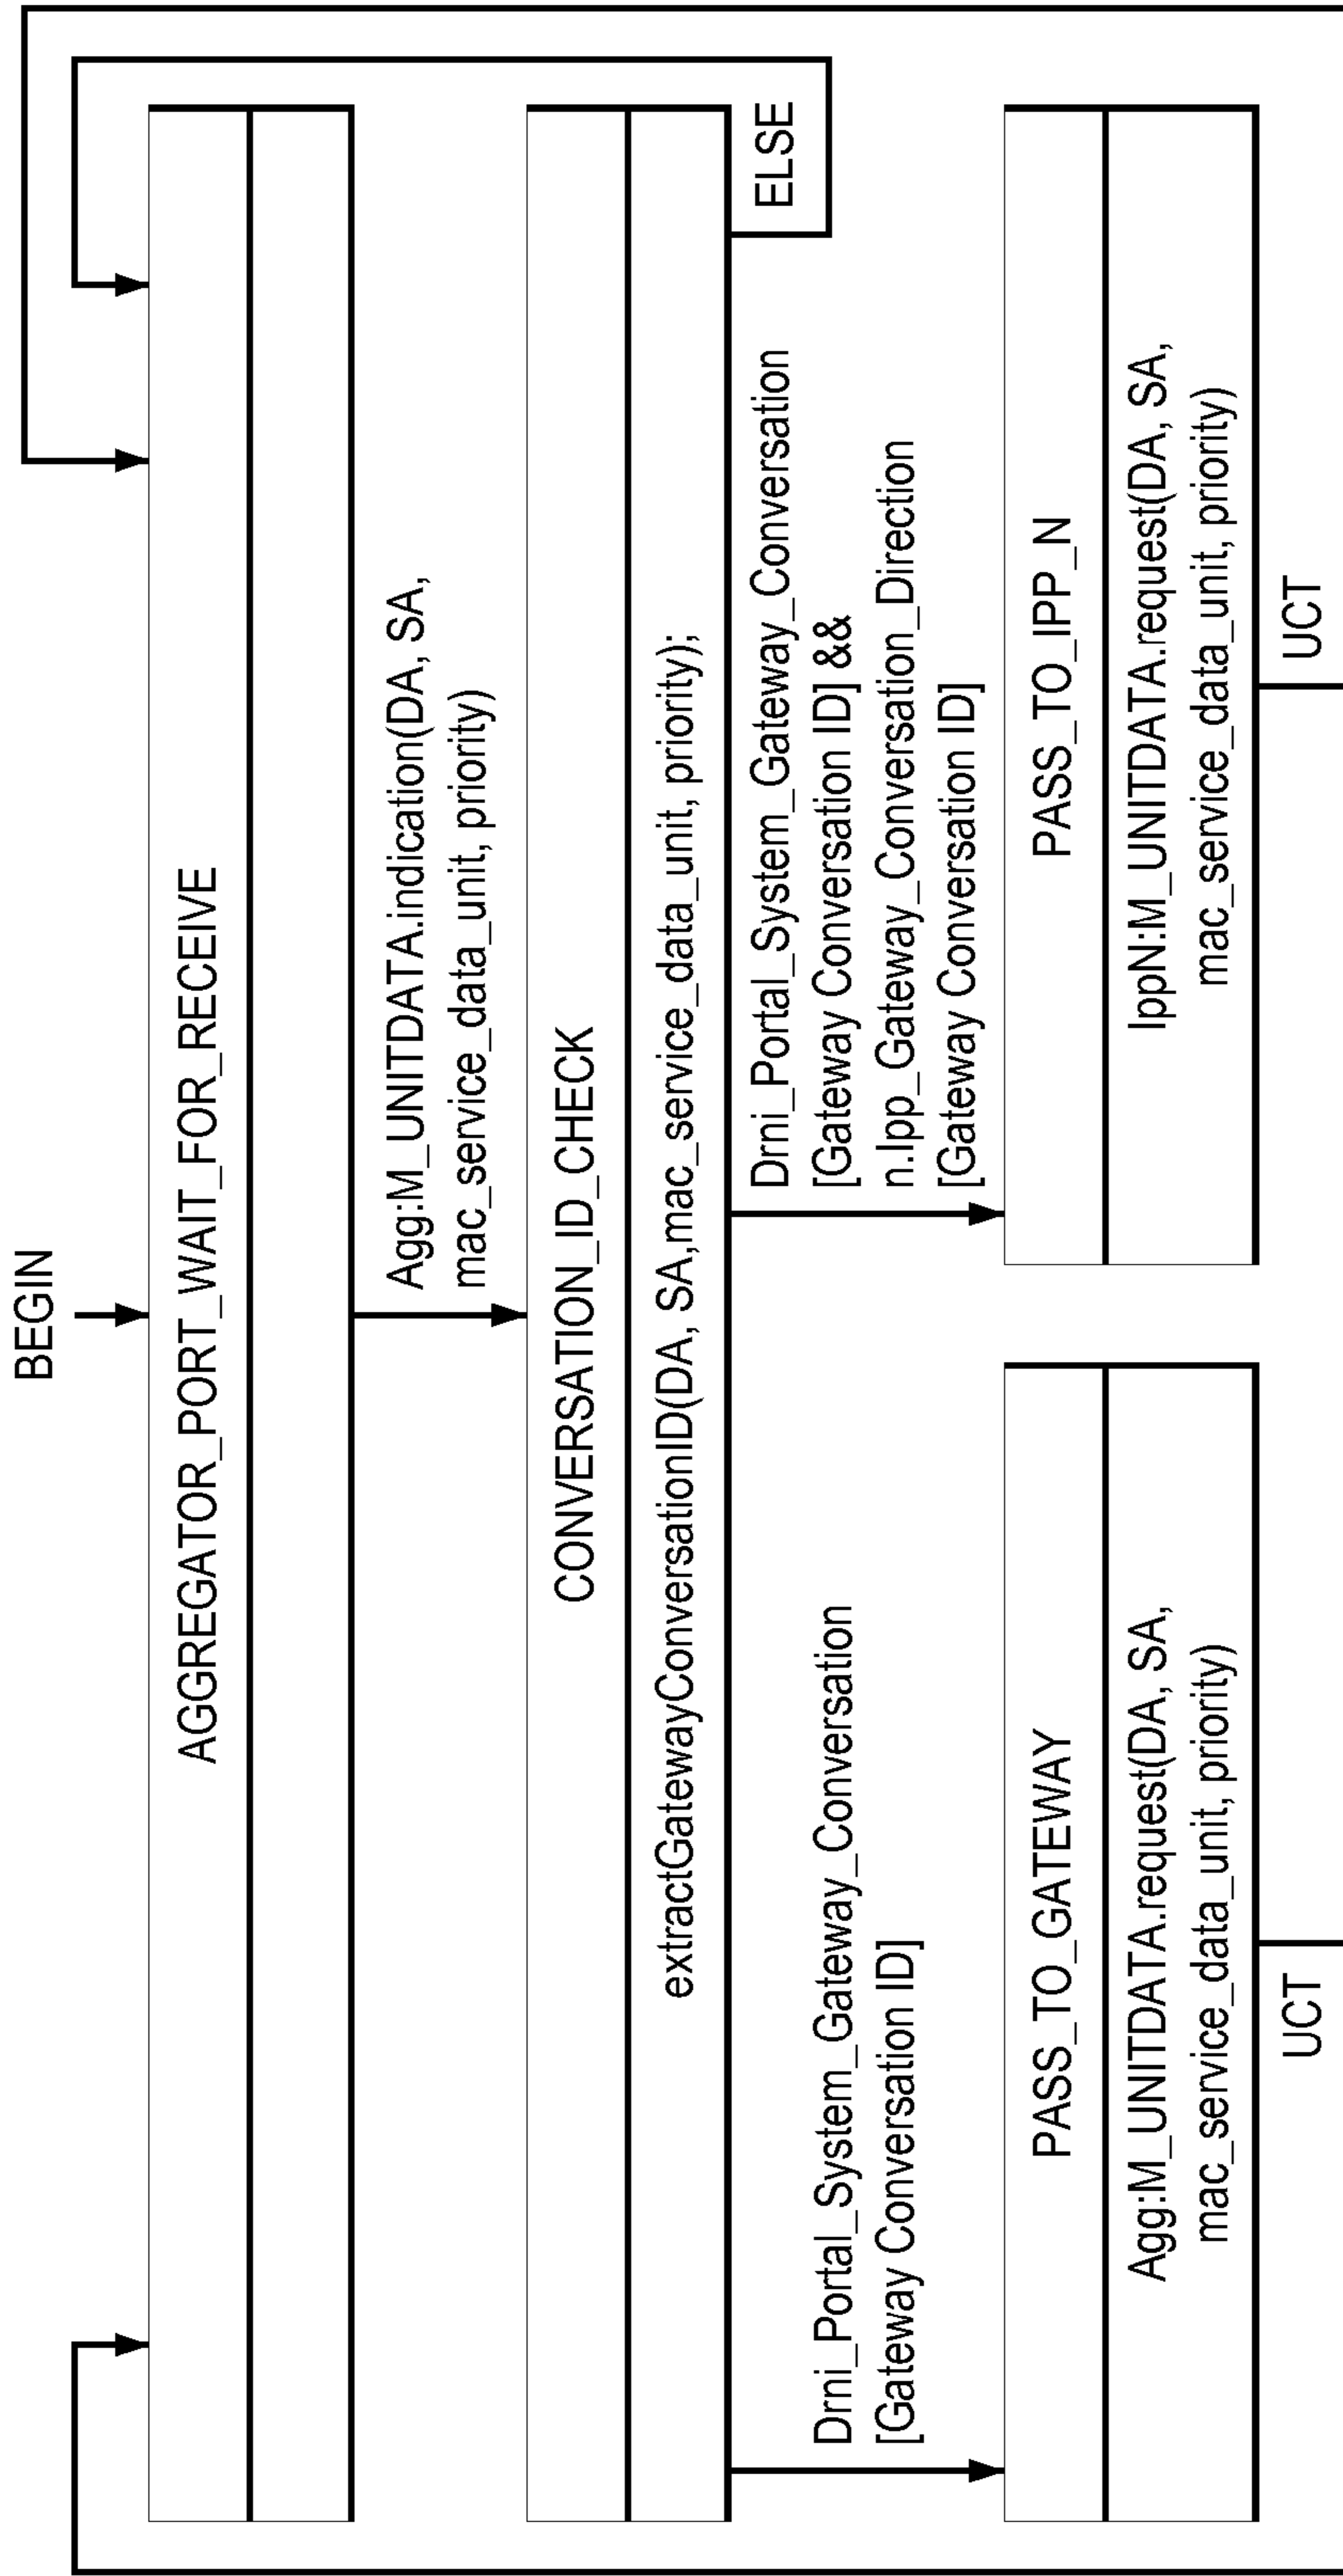 BEGIN
AGGREGATOR_PORT_WAIT_FOR_RECEIVE
Agg:M_UNITDATA.indication(DA, SA,
mac_service_data_unit, priority)
CONVERSATION_ID_CHECK
extractGatewayConversationID(DA, SA,mac_service_data_unit, priority);
ELSE
Drni_Portal_System_Gateway_Conversation
[Gateway Conversation ID]
Drni_Portal_System_Gateway_Conversation
[Gateway Conversation ID] &&
n.Ipp_Gateway_Conversation_Direction
[Gateway Conversation ID]
PASS_TO_GATEWAY
Agg:M_UNITDATA.request(DA, SA,
mac_service_data_unit, priority)
UCT
PASS_TO_IPP_N
IppN:M_UNITDATA.request(DA, SA,
mac_service_data_unit, priority)
UCT